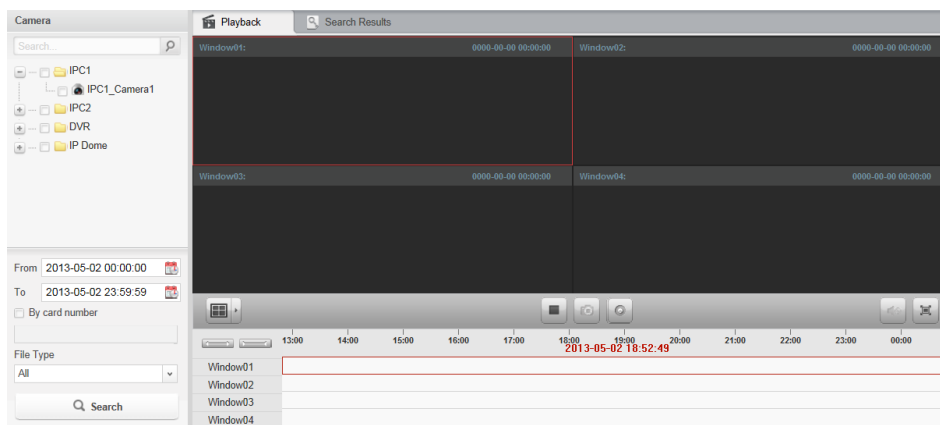 Camera
Search...
IPC1
IPC1_Camera1
IPC2
DVR
IP Dome
From 2013-05-02 00:00:00
To 2013-05-02 23:59:59
By card number
File Type
All
Search
Playback Search Results
Window01: 0000-00-00 00:00:00 Window02: 0000-00-00 00:00:00
Window03: 0000-00-00 00:00:00 Window04: 0000-00-00 00:00:00
13:00 14:00 15:00 16:00 17:00 18:00 19:00 20:00 21:00 22:00 23:00 00:00
2013-05-02 18:52:49
Window01
Window02
Window03
Window04